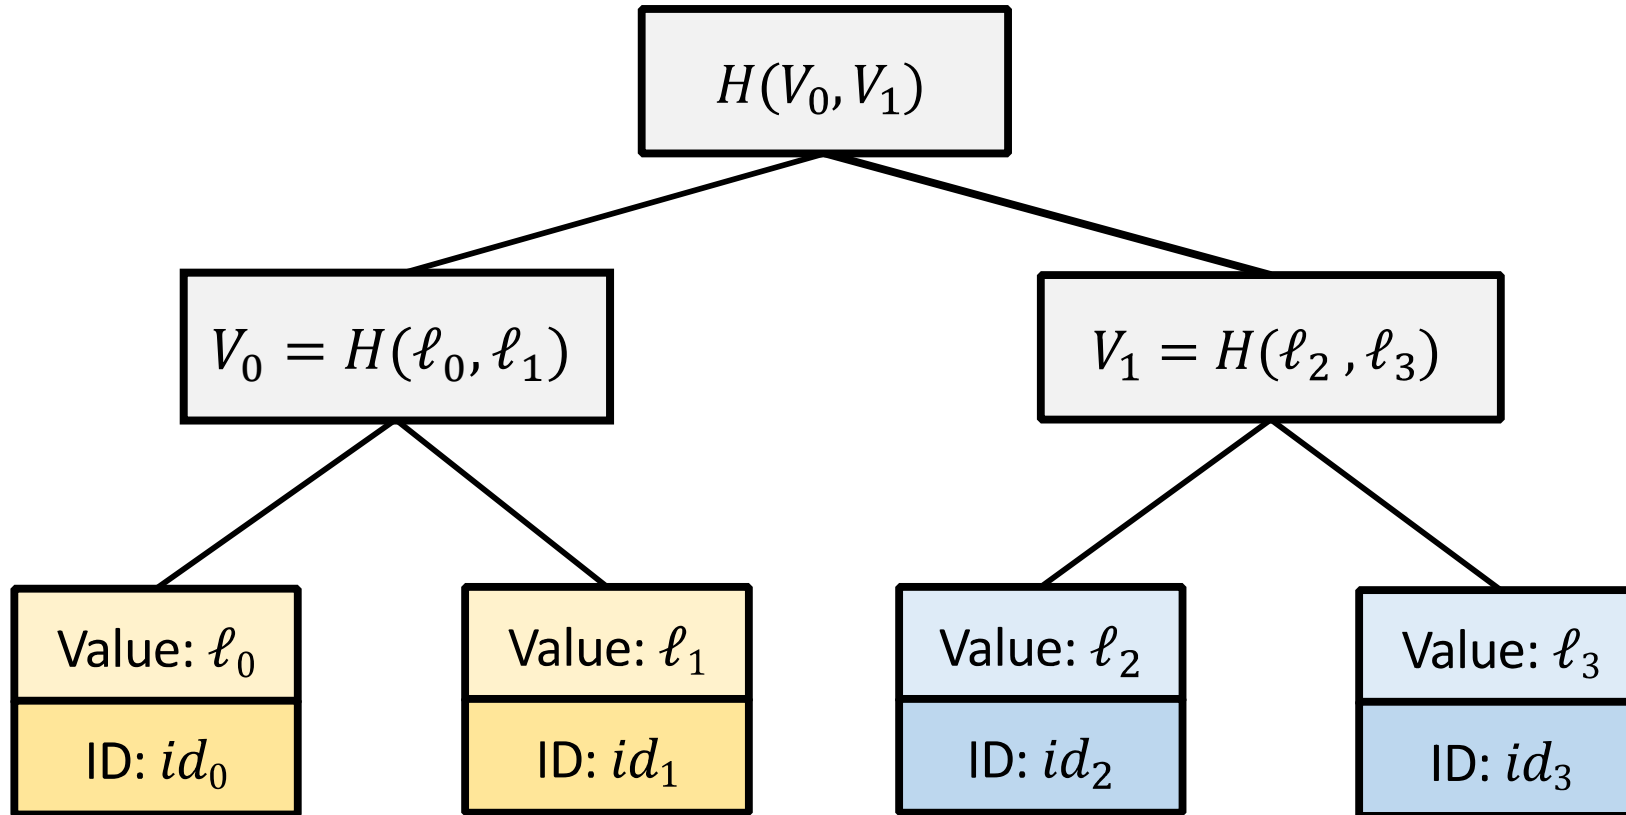 H(V₀, V₁)
V₀ = H(ℓ₀, ℓ₁)
V₁ = H(ℓ₂ , ℓ₃)
Value: ℓ₀
ID: id₀
Value: ℓ₁
ID: id₁
Value: ℓ₂
ID: id₂
Value: ℓ₃
ID: id₃